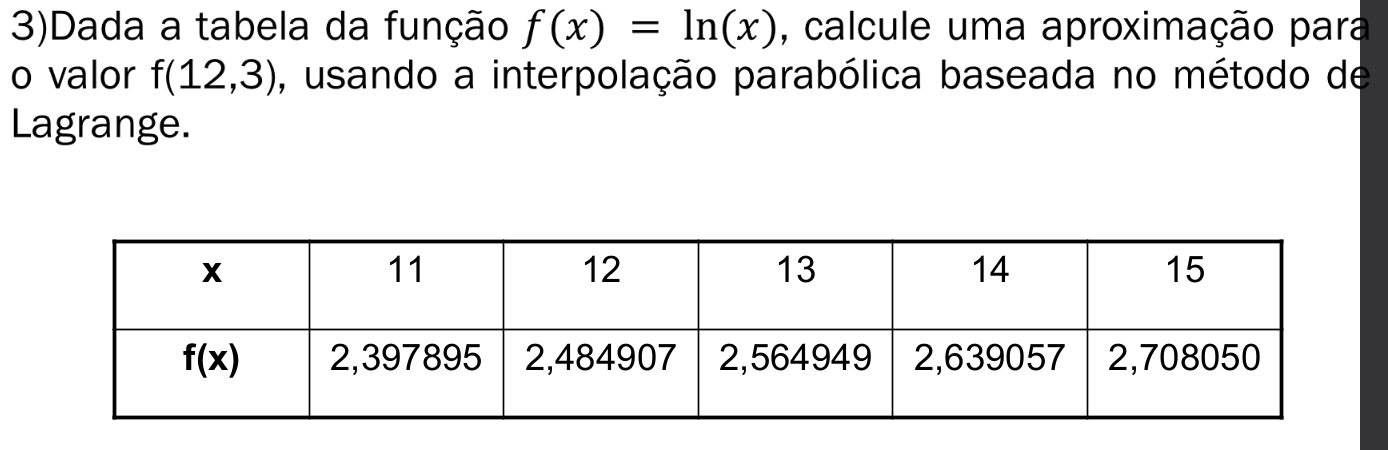 3)Dada a tabela da função f(x) = ln(x), calcule uma aproximação para
o valor f(12,3), usando a interpolação parabólica baseada no método de
Lagrange.
x 11 12 13 14 15
f(x) 2,397895 2,484907 2,564949 2,639057 2,708050